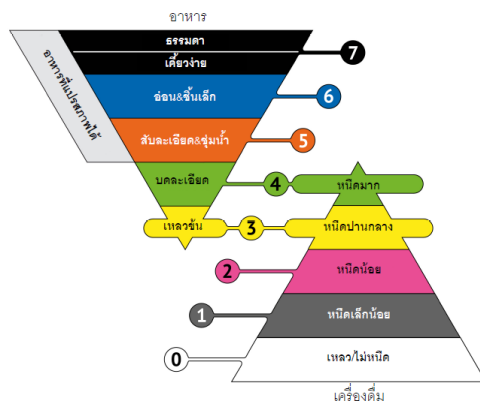 อาหาร
ธรรมดา
เคี้ยวง่าย
7
อาหารที่แปรสภาพได้
อ่อน&ชิ้นเล็ก
6
สับละเอียด&ชุ่มน้ำ
5
บดละเอียด
4
หนืดมาก
เหลวข้น
3
หนืดปานกลาง
2
หนืดน้อย
1
หนืดเล็กน้อย
0
เหลว/ไม่หนืด
เครื่องดื่ม